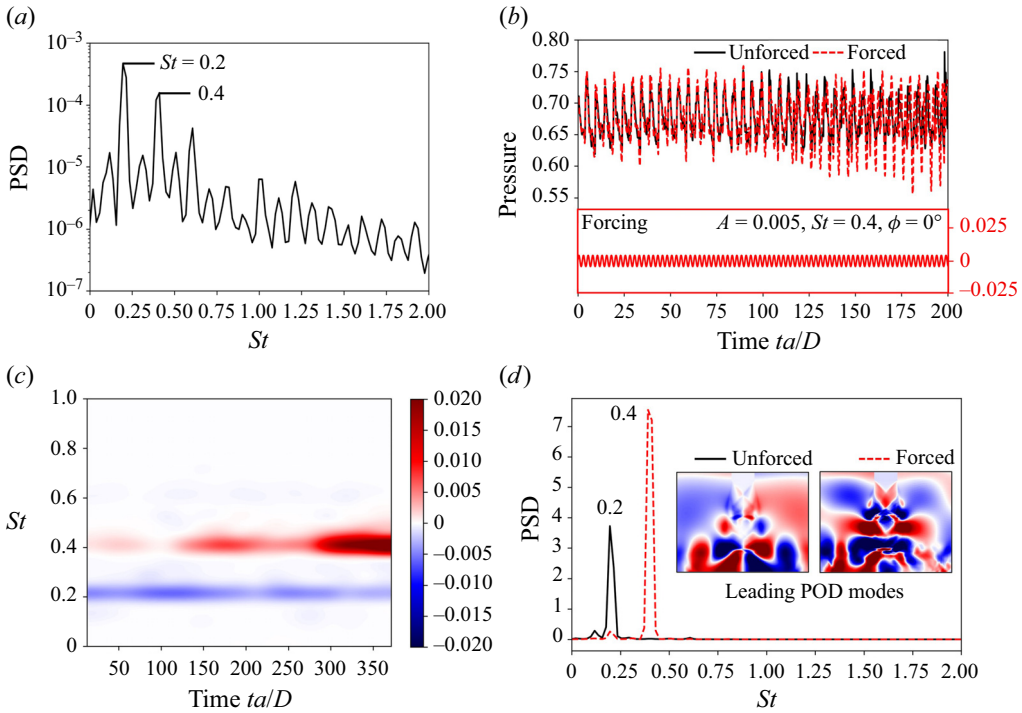 (a)
10⁻³
10⁻⁴
10⁻⁵
10⁻⁶
10⁻⁷
PSD
St = 0.2
0.4
0 0.25 0.50 0.75 1.00 1.25 1.50 1.75 2.00
St
(b)
0.80
0.75
0.70
0.65
0.60
0.55
Pressure
Unforced Forced
Forcing A = 0.005, St = 0.4, ϕ = 0°
0.025
0
−0.025
0 25 50 75 100 125 150 175 200
Time ta/D
(c)
1.0
0.8
0.6
0.4
0.2
0
St
50 100 150 200 250 300 350
Time ta/D
0.020
0.015
0.010
0.005
0
−0.005
−0.010
−0.015
−0.020
(d)
7
6
5
4
3
2
1
0
PSD
0.4
0.2
Unforced Forced
Leading POD modes
0 0.25 0.50 0.75 1.00 1.25 1.50 1.75 2.00
St